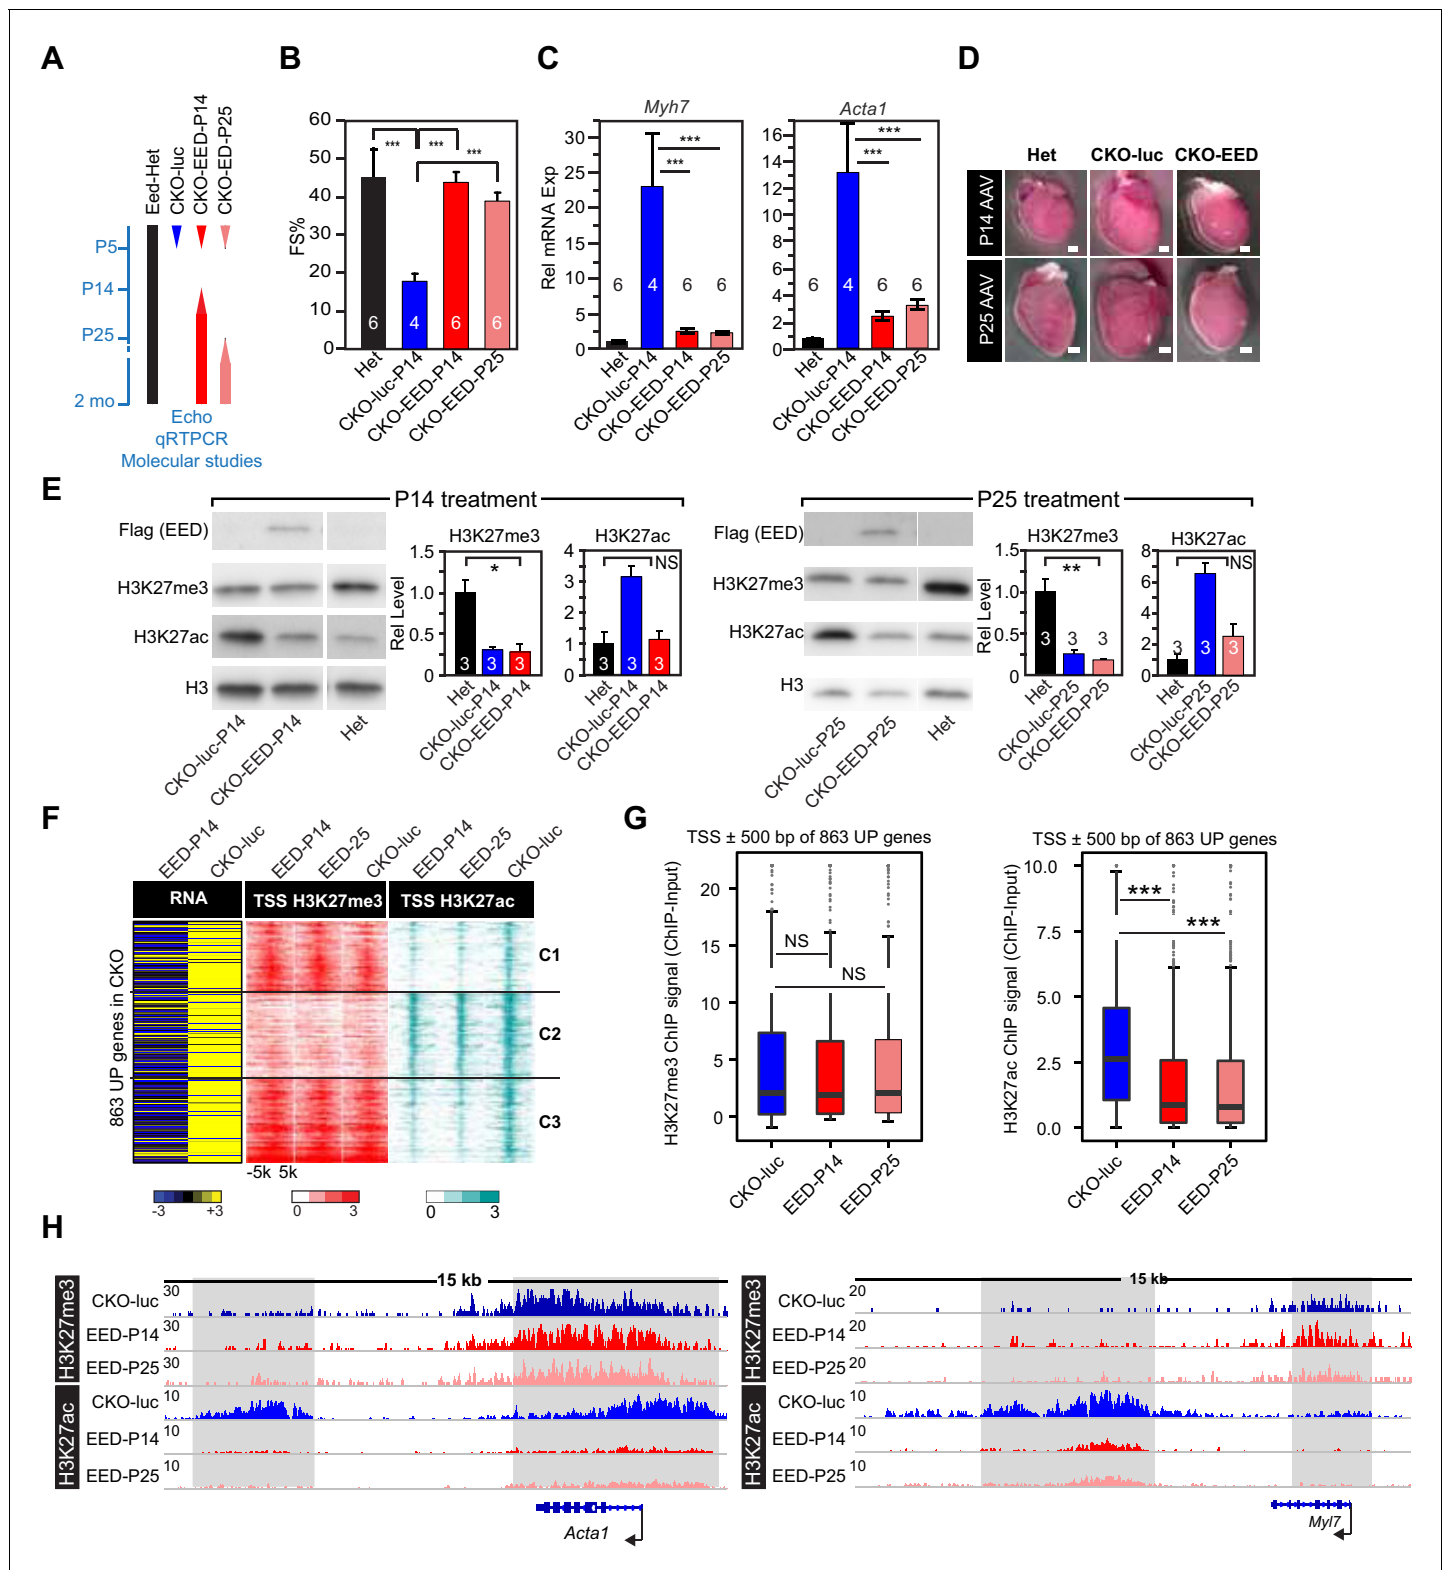 A
Eed-Het
CKO-luc
CKO-EED-P14
CKO-ED-P25
P5
P14
P25
2 mo
Echo
qRTPCR
Molecular studies
B
FS%
60
50
40
30
20
10
0
***
***
***
6
4
6
6
Het
CKO-luc-P14
CKO-EED-P14
CKO-EED-P25
C
Myh7
Rel mRNA Exp
30
25
20
15
10
5
0
***
***
6
4
6
6
Het
CKO-luc-P14
CKO-EED-P14
CKO-EED-P25
Acta1
16
14
12
10
8
6
4
2
0
***
***
6
4
6
6
Het
CKO-luc-P14
CKO-EED-P14
CKO-EED-P25
D
Het CKO-luc CKO-EED
P14 AAV
P25 AAV
E
P14 treatment
Flag (EED)
H3K27me3
H3K27ac
H3
CKO-luc-P14
CKO-EED-P14
Het
H3K27me3
Rel Level
1.5
1.0
0.5
0
*
3
3
3
Het
CKO-luc-P14
CKO-EED-P14
H3K27ac
4
3
2
1
0
NS
3
3
3
Het
CKO-luc-P14
CKO-EED-P14
P25 treatment
Flag (EED)
H3K27me3
H3K27ac
H3
CKO-luc-P25
CKO-EED-P25
Het
H3K27me3
Rel Level
1.5
1.0
0.5
0
**
3
3
3
Het
CKO-luc-P25
CKO-EED-P25
H3K27ac
8
6
4
2
0
NS
3
3
3
Het
CKO-luc-P25
CKO-EED-P25
F
EED-P14
CKO-luc
EED-P14
EED-25
CKO-luc
EED-P14
EED-25
CKO-luc
RNA
TSS H3K27me3
TSS H3K27ac
863 UP genes in CKO
C1
C2
C3
-5k 5k
-3 +3
0 3
0 3
G
TSS ± 500 bp of 863 UP genes
H3K27me3 ChIP signal (ChIP-Input)
20
15
10
5
0
NS
NS
CKO-luc
EED-P14
EED-P25
TSS ± 500 bp of 863 UP genes
H3K27ac ChIP signal (ChIP-Input)
10.0
7.5
5.0
2.5
0.0
***
***
CKO-luc
EED-P14
EED-P25
H
15 kb
H3K27me3
CKO-luc 30
EED-P14 30
EED-P25 30
H3K27ac
CKO-luc 10
EED-P14 10
EED-P25 10
Acta1
15 kb
H3K27me3
CKO-luc 20
EED-P14 20
EED-P25 20
H3K27ac
CKO-luc 10
EED-P14 10
EED-P25 10
Myl7